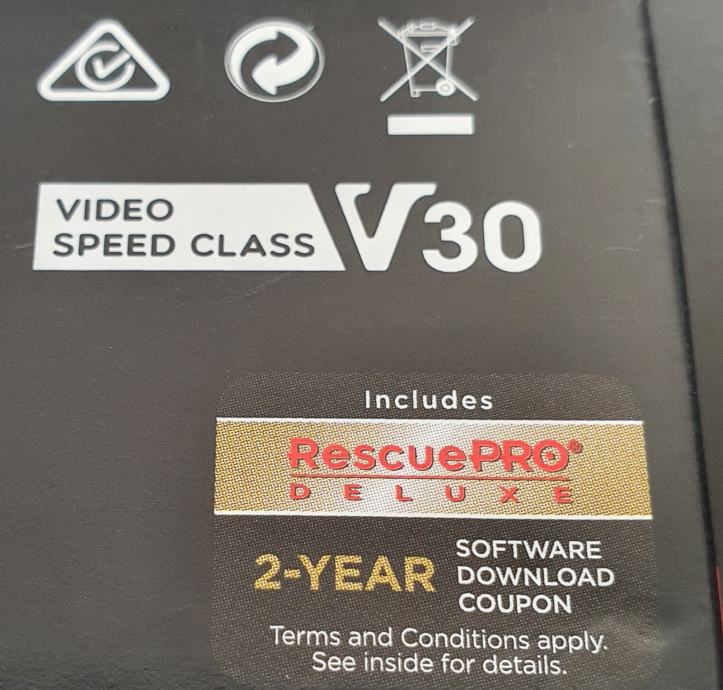 VIDEO
SPEED CLASS V30
Includes
RescuePRO®
DELUXE
2-YEAR SOFTWARE
DOWNLOAD
COUPON
Terms and Conditions apply.
See inside for details.